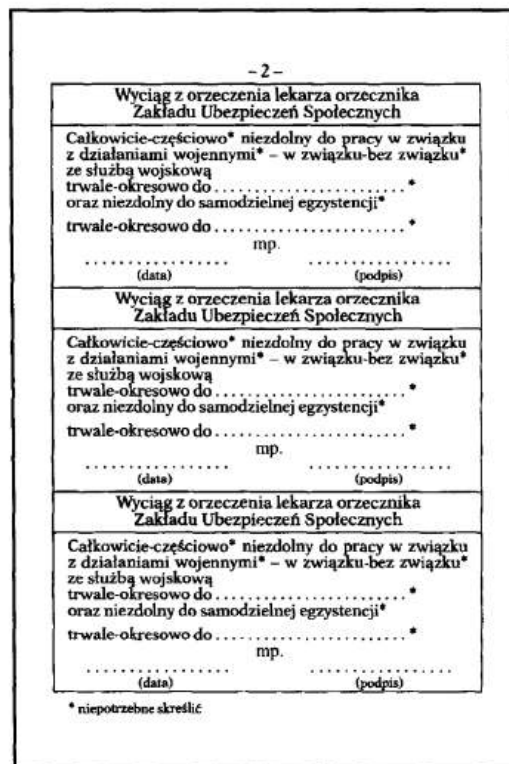 – 2 –
Wyciąg z orzeczenia lekarza orzecznika
Zakładu Ubezpieczeń Społecznych
Całkowicie-częściowo* niezdolny do pracy w związku
z działaniami wojennymi* – w związku-bez związku*
ze służbą wojskową
trwale-okresowo do . . . . . . . . . . . . . . . . . . . . . . . . . . *
oraz niezdolny do samodzielnej egzystencji*
trwale-okresowo do . . . . . . . . . . . . . . . . . . . . . . . . . . *
mp.
. . . . . . . . . . . . . . . . . . . . . . . . . . . . . . . . . .
(data) (podpis)
Wyciąg z orzeczenia lekarza orzecznika
Zakładu Ubezpieczeń Społecznych
Całkowicie-częściowo* niezdolny do pracy w związku
z działaniami wojennymi* – w związku-bez związku*
ze służbą wojskową
trwale-okresowo do . . . . . . . . . . . . . . . . . . . . . . . . . . *
oraz niezdolny do samodzielnej egzystencji*
trwale-okresowo do . . . . . . . . . . . . . . . . . . . . . . . . . . *
mp.
. . . . . . . . . . . . . . . . . . . . . . . . . . . . . . . . . .
(data) (podpis)
Wyciąg z orzeczenia lekarza orzecznika
Zakładu Ubezpieczeń Społecznych
Całkowicie-częściowo* niezdolny do pracy w związku
z działaniami wojennymi* – w związku-bez związku*
ze służbą wojskową
trwale-okresowo do . . . . . . . . . . . . . . . . . . . . . . . . . . *
oraz niezdolny do samodzielnej egzystencji*
trwale-okresowo do . . . . . . . . . . . . . . . . . . . . . . . . . . *
mp.
. . . . . . . . . . . . . . . . . . . . . . . . . . . . . . . . . .
(data) (podpis)
* niepotrzebne skreślić